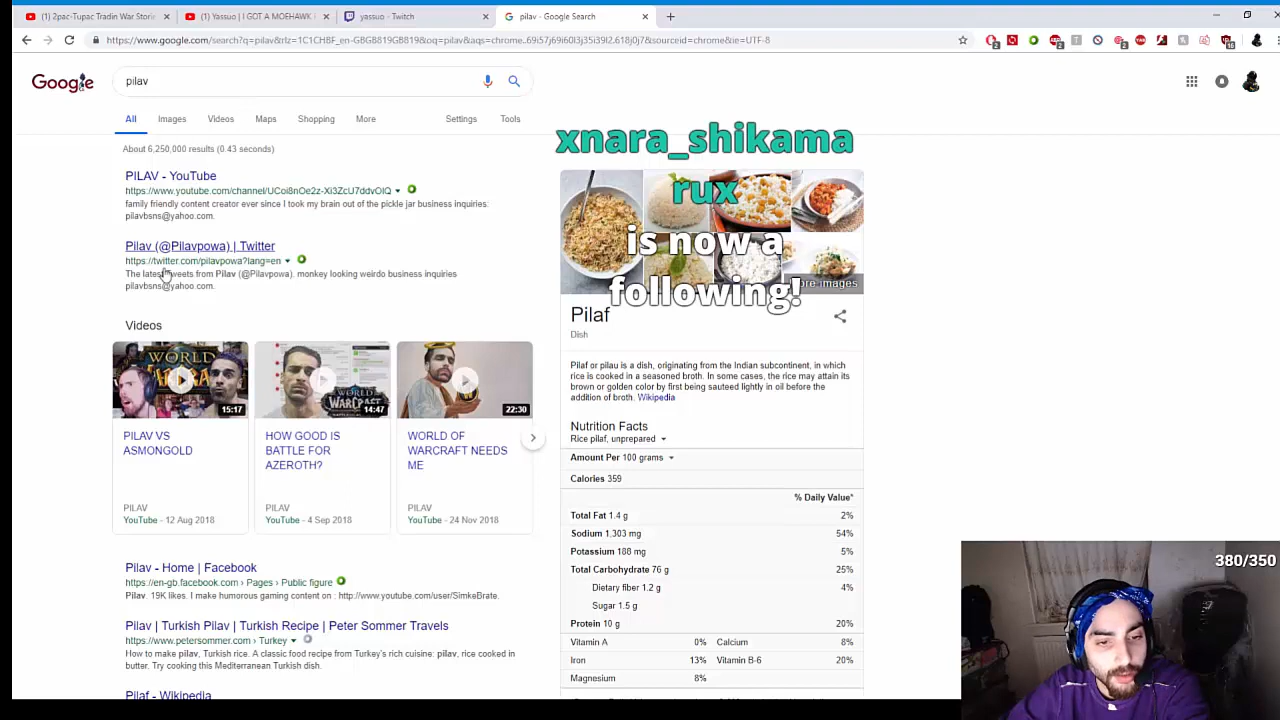 (1) 2pac-Tupac Tradin War Storie
(1) Yassuo | I GOT A MOEHAWK
yassuo - Twitch
pilav - Google Search
https://www.google.com/search?q=pilav&rlz=1C1CHBF_en-GBGB819GB819&oq=pilav&aqs=chrome..69i57j69i60l3j35i39l2.618j0j7&sourceid=chrome&ie=UTF-8
Google
pilav
All
Images
Videos
Maps
Shopping
More
Settings
Tools
About 6,250,000 results (0.43 seconds)
PILAV - YouTube
https://www.youtube.com/channel/UCoi8nOe2z-Xi3ZcU7ddvOlQ
family friendly content creator ever since I took my brain out of the pickle jar business inquiries:
pilavbsns@yahoo.com.
Pilav (@Pilavpowa) | Twitter
https://twitter.com/pilavpowa?lang=en
The latest tweets from Pilav (@Pilavpowa). monkey looking weirdo business inquiries
pilavbsns@yahoo.com.
Videos
WORLD
15:17
WORLD
WARCRAFT
14:47
22:30
PILAV VS
ASMONGOLD
HOW GOOD IS
BATTLE FOR
AZEROTH?
WORLD OF
WARCRAFT NEEDS
ME
PILAV
YouTube - 12 Aug 2018
PILAV
YouTube - 4 Sep 2018
PILAV
YouTube - 24 Nov 2018
Pilav - Home | Facebook
https://en-gb.facebook.com › Pages › Public figure
Pilav. 19K likes. I make humorous gaming content on : http://www.youtube.com/user/SimkeBrate.
Pilav | Turkish Pilav | Turkish Recipe | Peter Sommer Travels
https://www.petersommer.com › Turkey
How to make pilav, Turkish rice. A classic food recipe from Turkey's rich cuisine: pilav, rice cooked in
butter. Try cooking this Mediterranean Turkish dish.
Pilaf - Wikipedia
xnara_shikama
rux
is now a
following!
more images
Pilaf
Dish
Pilaf or pilau is a dish, originating from the Indian subcontinent, in which
rice is cooked in a seasoned broth. In some cases, the rice may attain its
brown or golden color by first being sauteed lightly in oil before the
addition of broth. Wikipedia
Nutrition Facts
Rice pilaf, unprepared
Amount Per 100 grams
Calories 359
% Daily Value*
Total Fat 1.4 g 2%
Sodium 1,303 mg 54%
Potassium 188 mg 5%
Total Carbohydrate 76 g 25%
Dietary fiber 1.2 g 4%
Sugar 1.5 g
Protein 10 g 20%
Vitamin A 0% Calcium 8%
Iron 13% Vitamin B-6 20%
Magnesium 8%
380/350